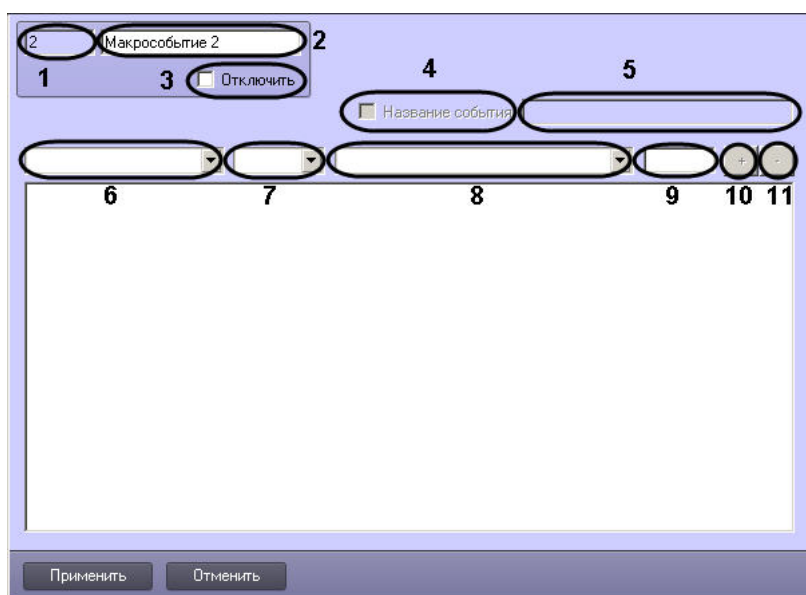 2 Макрособытие 2 2
1 3 Отключить 4 5
Название события
+ -
6 7 8 9 10 11
Применить Отменить